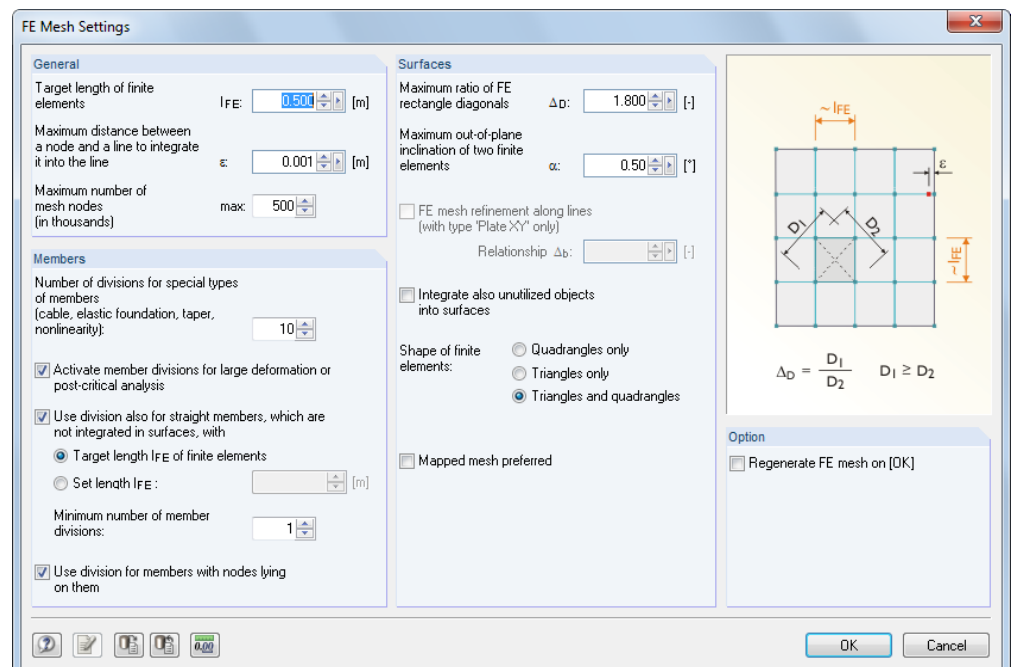 FE Mesh Settings
General
Target length of finite
elements
lFE:
0.500
[m]
Maximum distance between
a node and a line to integrate
it into the line
ε:
0.001
[m]
Maximum number of
mesh nodes
(in thousands)
max:
500
Members
Number of divisions for special types
of members
(cable, elastic foundation, taper,
nonlinearity):
10
Activate member divisions for large deformation or
post-critical analysis
Use division also for straight members, which are
not integrated in surfaces, with
Target length lFE of finite elements
Set length lFE :
[m]
Minimum number of member
divisions:
1
Use division for members with nodes lying
on them
Surfaces
Maximum ratio of FE
rectangle diagonals
ΔD:
1.800
[-]
Maximum out-of-plane
inclination of two finite
elements
α:
0.50
[°]
FE mesh refinement along lines
(with type 'Plate XY' only)
Relationship Δb:
[-]
Integrate also unutilized objects
into surfaces
Shape of finite
elements:
Quadrangles only
Triangles only
Triangles and quadrangles
Mapped mesh preferred
~ lFE
ε
D1
D2
~ lFE
ΔD = D1 / D2 D1 ≥ D2
Option
Regenerate FE mesh on [OK]
0.00
OK
Cancel